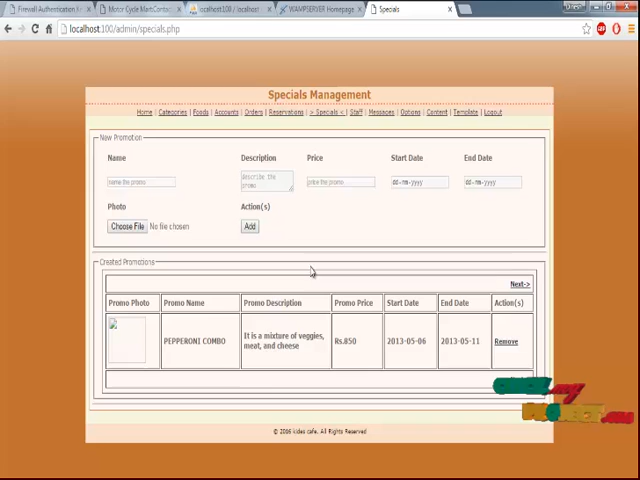 Firewall Authentication An
Motor Cycle MartsContac
localhost:100 / localhost /
WAMPSERVER Homepage
Specials
localhost:100/admin/specials.php
Specials Management
Home | Categories | Foods | Accounts | Orders | Reservations | > Specials < | Staff | Messages | Options | Content | Template | Logout
New Promotion
Name Description Price Start Date End Date
name the promo describe the promo price the promo dd-mm-yyyy dd-mm-yyyy
Photo Action(s)
Choose File No file chosen Add
Created Promotions
Next->
Promo Photo Promo Name Promo Description Promo Price Start Date End Date Action(s)
PEPPERONI COMBO It is a mixture of veggies, meat, and cheese Rs.850 2013-05-06 2013-05-11 Remove
© 2006 kides cafe. All Rights Reserved